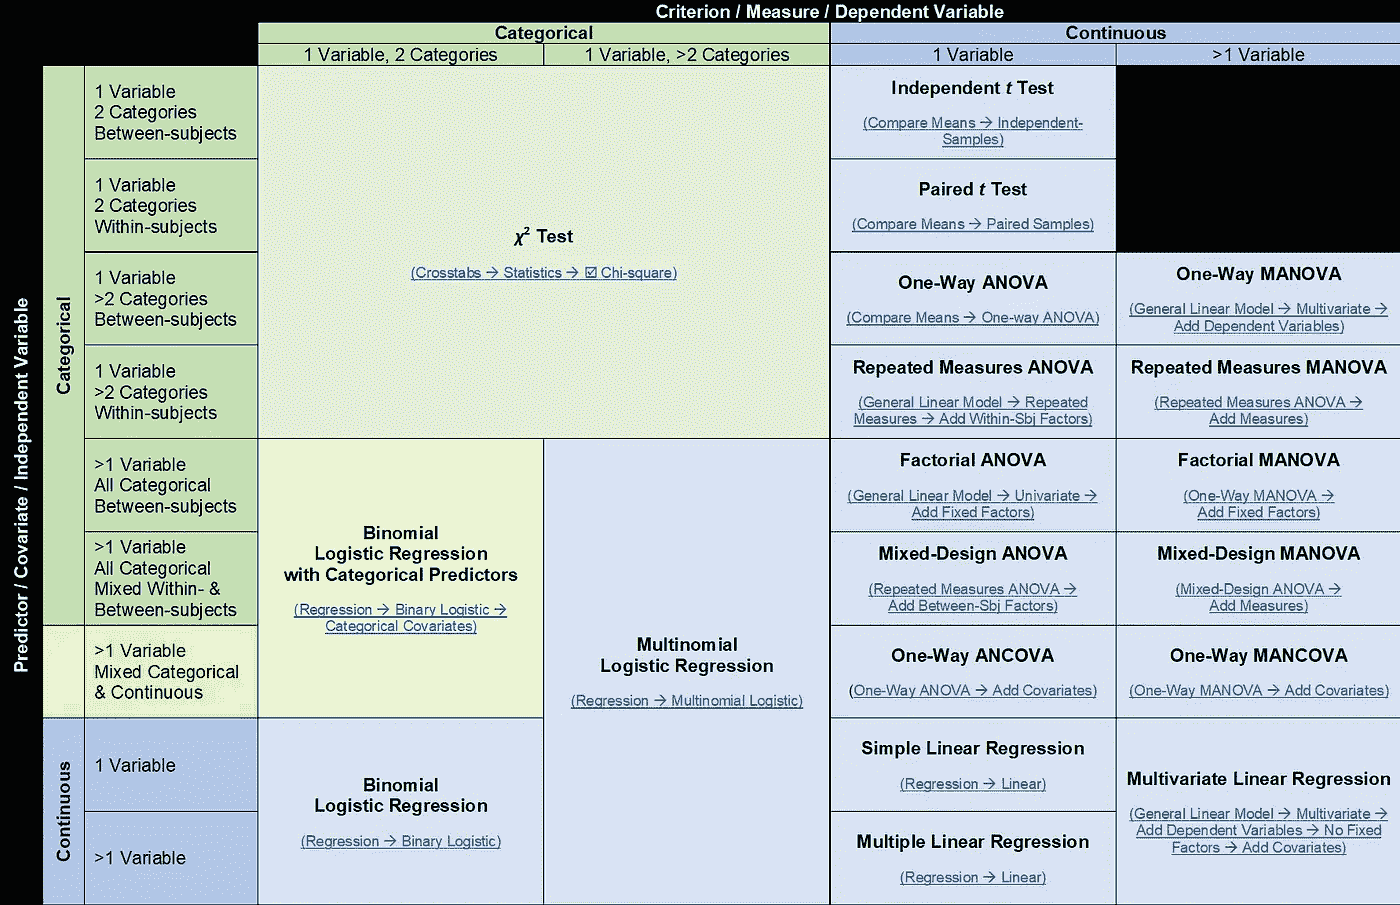 Criterion / Measure / Dependent Variable
Categorical
Continuous
1 Variable, 2 Categories
1 Variable, >2 Categories
1 Variable
>1 Variable
Predictor / Covariate / Independent Variable
Categorical
1 Variable
2 Categories
Between-subjects
Independent t Test
(Compare Means → Independent-
Samples)
1 Variable
2 Categories
Within-subjects
Paired t Test
(Compare Means → Paired Samples)
χ² Test
(Crosstabs → Statistics → ☑ Chi-square)
1 Variable
>2 Categories
Between-subjects
One-Way ANOVA
(Compare Means → One-way ANOVA)
One-Way MANOVA
(General Linear Model → Multivariate →
Add Dependent Variables)
1 Variable
>2 Categories
Within-subjects
Repeated Measures ANOVA
(General Linear Model → Repeated
Measures → Add Within-Sbj Factors)
Repeated Measures MANOVA
(Repeated Measures ANOVA →
Add Measures)
>1 Variable
All Categorical
Between-subjects
Factorial ANOVA
(General Linear Model → Univariate →
Add Fixed Factors)
Factorial MANOVA
(One-Way MANOVA →
Add Fixed Factors)
Binomial
Logistic Regression
with Categorical Predictors
(Regression → Binary Logistic →
Categorical Covariates)
>1 Variable
All Categorical
Mixed Within- &
Between-subjects
Mixed-Design ANOVA
(Repeated Measures ANOVA →
Add Between-Sbj Factors)
Mixed-Design MANOVA
(Mixed-Design ANOVA →
Add Measures)
Multinomial
Logistic Regression
(Regression → Multinomial Logistic)
>1 Variable
Mixed Categorical
& Continuous
One-Way ANCOVA
(One-Way ANOVA → Add Covariates)
One-Way MANCOVA
(One-Way MANOVA → Add Covariates)
Continuous
1 Variable
Binomial
Logistic Regression
(Regression → Binary Logistic)
Simple Linear Regression
(Regression → Linear)
Multivariate Linear Regression
(General Linear Model → Multivariate →
Add Dependent Variables → No Fixed
Factors → Add Covariates)
>1 Variable
Multiple Linear Regression
(Regression → Linear)